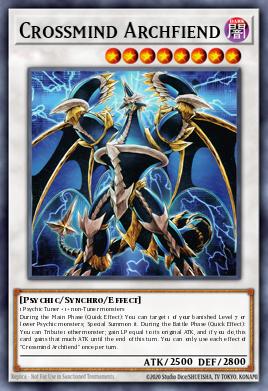 CROSSMIND ARCHFIEND
DARK
闇
[PSYCHIC/SYNCHRO/EFFECT]
1 Psychic Tuner + 1+ non-Tuner monsters
During the Main Phase (Quick Effect): You can target 1 of your banished Level 7 or
lower Psychic monsters; Special Summon it. During the Battle Phase (Quick Effect):
You can Tribute 1 other monster; gain LP equal to its original ATK, and if you do, this
card gains that much ATK until the end of this turn. You can only use each effect of
"Crossmind Archfiend" once per turn.
ATK/2500 DEF/2800
Replica - Not For Use in Sanctioned Tournaments
©2020 Studio Dice/SHUEISHA, TV TOKYO, KONAMI